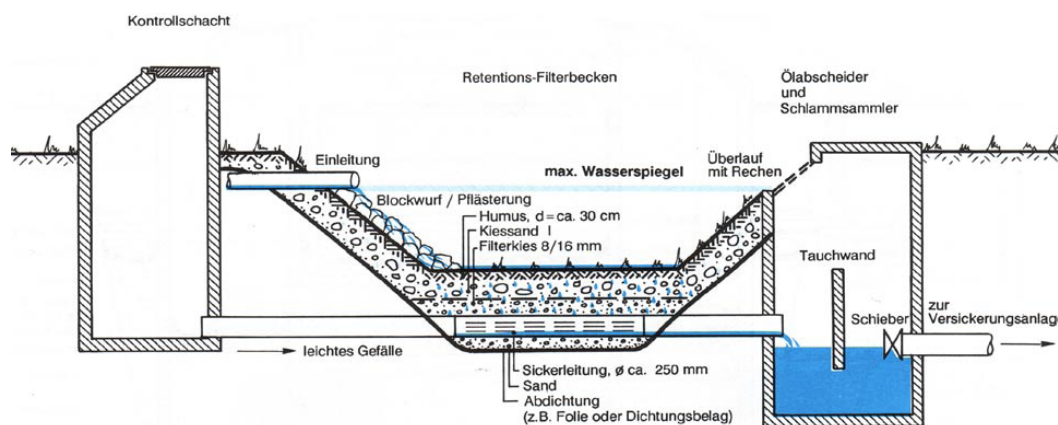 Kontrollschacht
Retentions-Filterbecken
Ölabscheider
und
Schlammsammler
Einleitung
max. Wasserspiegel
Überlauf
mit Rechen
Blockwurf / Pflästerung
Humus, d = ca. 30 cm
Kiessand I
Filterkies 8/16 mm
Tauchwand
Schieber
zur
Versickerungsanlage
leichtes Gefälle
Sickerleitung, ø ca. 250 mm
Sand
Abdichtung
(z.B. Folie oder Dichtungsbelag)